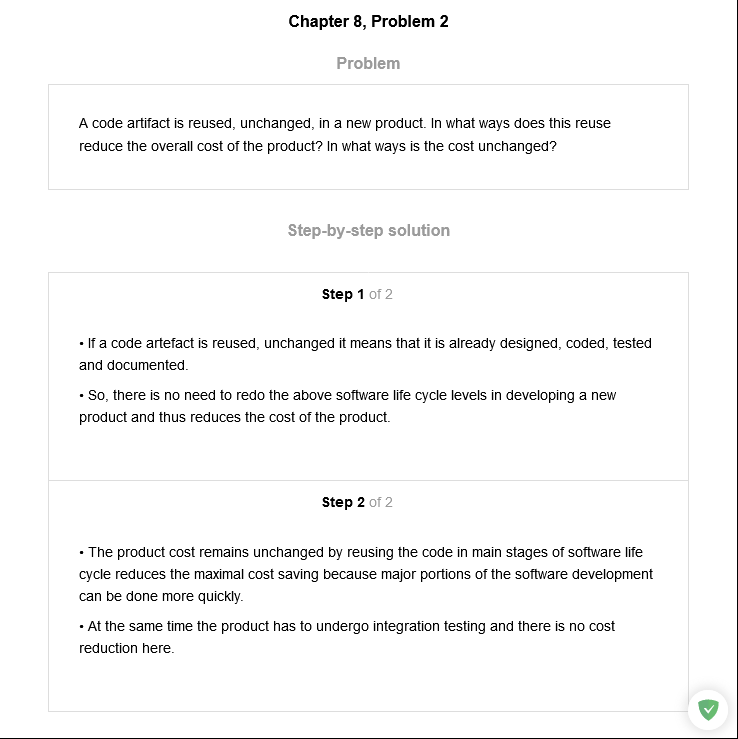 Chapter 8, Problem 2
Problem
A code artifact is reused, unchanged, in a new product. In what ways does this reuse
reduce the overall cost of the product? In what ways is the cost unchanged?
Step-by-step solution
Step 1 of 2
• If a code artefact is reused, unchanged it means that it is already designed, coded, tested
and documented.
• So, there is no need to redo the above software life cycle levels in developing a new
product and thus reduces the cost of the product.
Step 2 of 2
• The product cost remains unchanged by reusing the code in main stages of software life
cycle reduces the maximal cost saving because major portions of the software development
can be done more quickly.
• At the same time the product has to undergo integration testing and there is no cost
reduction here.